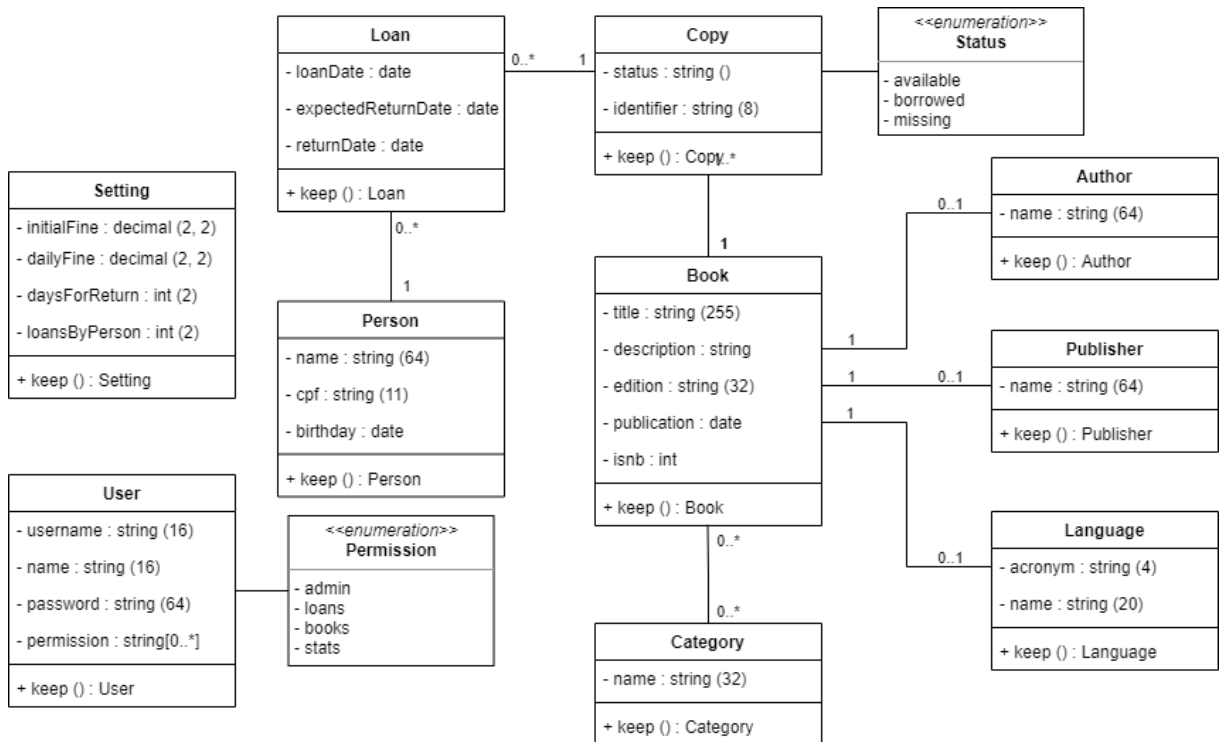 Loan
- loanDate : date
- expectedReturnDate : date
- returnDate : date
+ keep () : Loan
0..*
1
Copy
- status : string ()
- identifier : string (8)
+ keep () : Copy
1..*
<<enumeration>>
Status
- available
- borrowed
- missing
Setting
- initialFine : decimal (2, 2)
- dailyFine : decimal (2, 2)
- daysForReturn : int (2)
- loansByPerson : int (2)
+ keep () : Setting
0..*
1
Person
- name : string (64)
- cpf : string (11)
- birthday : date
+ keep () : Person
1
Book
- title : string (255)
- description : string
- edition : string (32)
- publication : date
- isnb : int
+ keep () : Book
1
0..1
Author
- name : string (64)
+ keep () : Author
1
0..1
Publisher
- name : string (64)
+ keep () : Publisher
1
0..1
Language
- acronym : string (4)
- name : string (20)
+ keep () : Language
User
- username : string (16)
- name : string (16)
- password : string (64)
- permission : string[0..*]
+ keep () : User
<<enumeration>>
Permission
- admin
- loans
- books
- stats
0..*
0..*
Category
- name : string (32)
+ keep () : Category